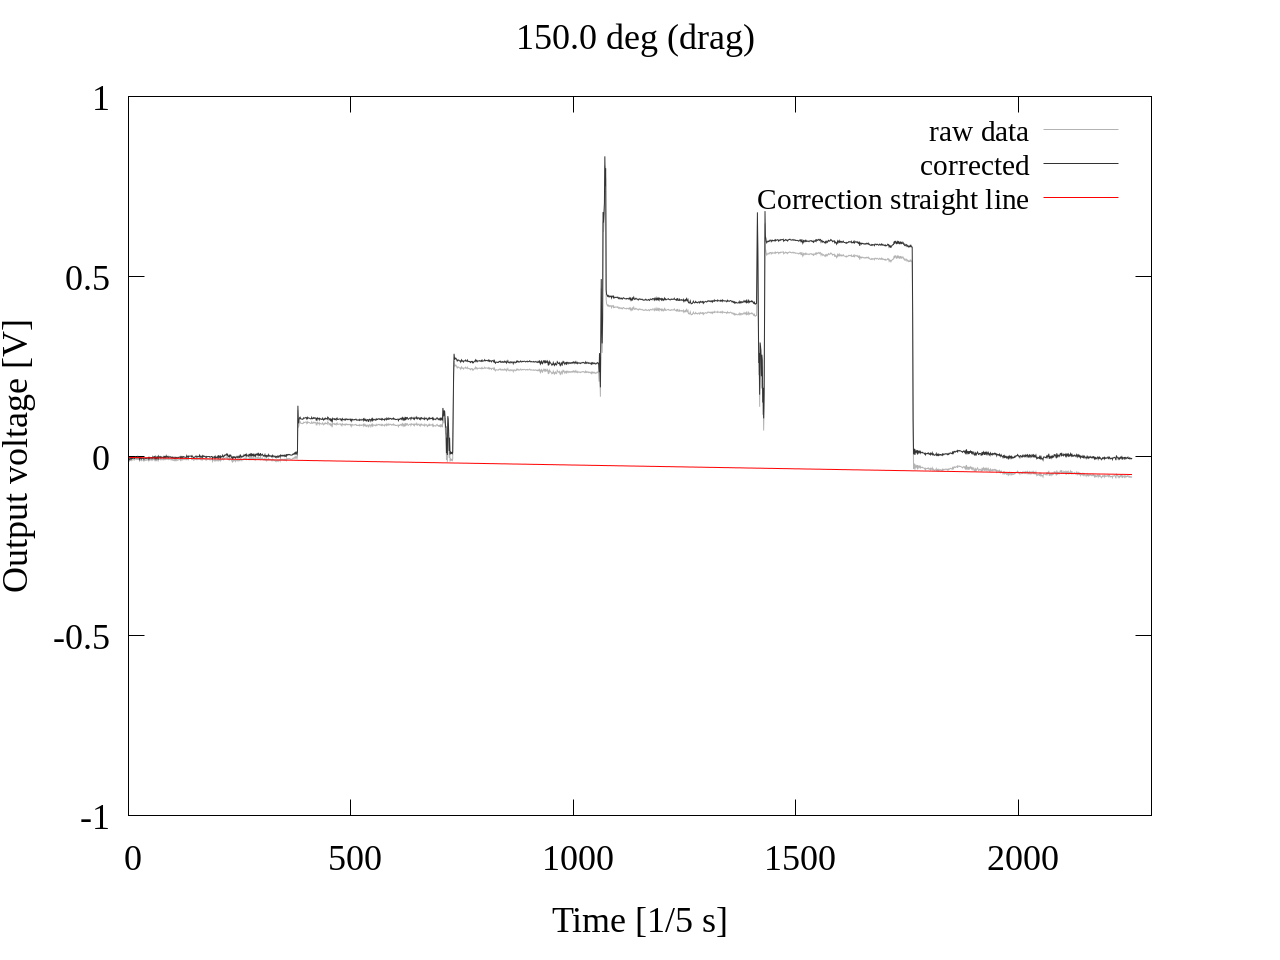 150.0 deg (drag)
raw data
corrected
Correction straight line
Output voltage [V]
1
0.5
0
-0.5
-1
0 500 1000 1500 2000
Time [1/5 s]